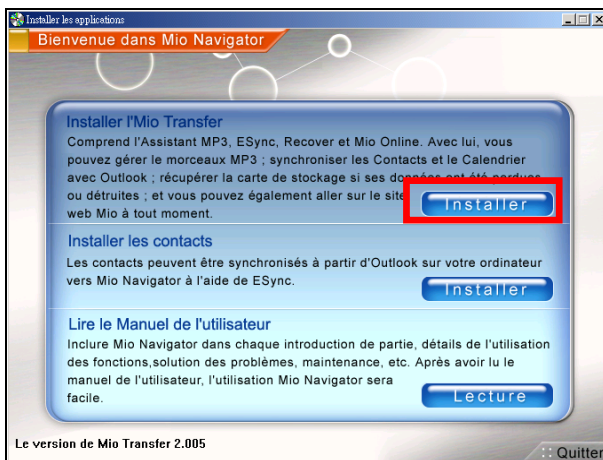 Installer les applications
Bienvenue dans Mio Navigator
Installer l'Mio Transfer
Comprend l'Assistant MP3, ESync, Recover et Mio Online. Avec lui, vous
pouvez gérer le morceaux MP3 ; synchroniser les Contacts et le Calendrier
avec Outlook ; récupérer la carte de stockage si ses données ont été perdues
ou détruites ; et vous pouvez également aller sur le site
web Mio à tout moment.
Installer
Installer les contacts
Les contacts peuvent être synchronisés à partir d'Outlook sur votre ordinateur
vers Mio Navigator à l'aide de ESync.
Installer
Lire le Manuel de l'utilisateur
Inclure Mio Navigator dans chaque introduction de partie, détails de l'utilisation
des fonctions,solution des problèmes, maintenance, etc. Après avoir lu le
manuel de l'utilisateur, l'utilisation Mio Navigator sera
facile.
Lecture
Le version de Mio Transfer 2.005
:: Quitter